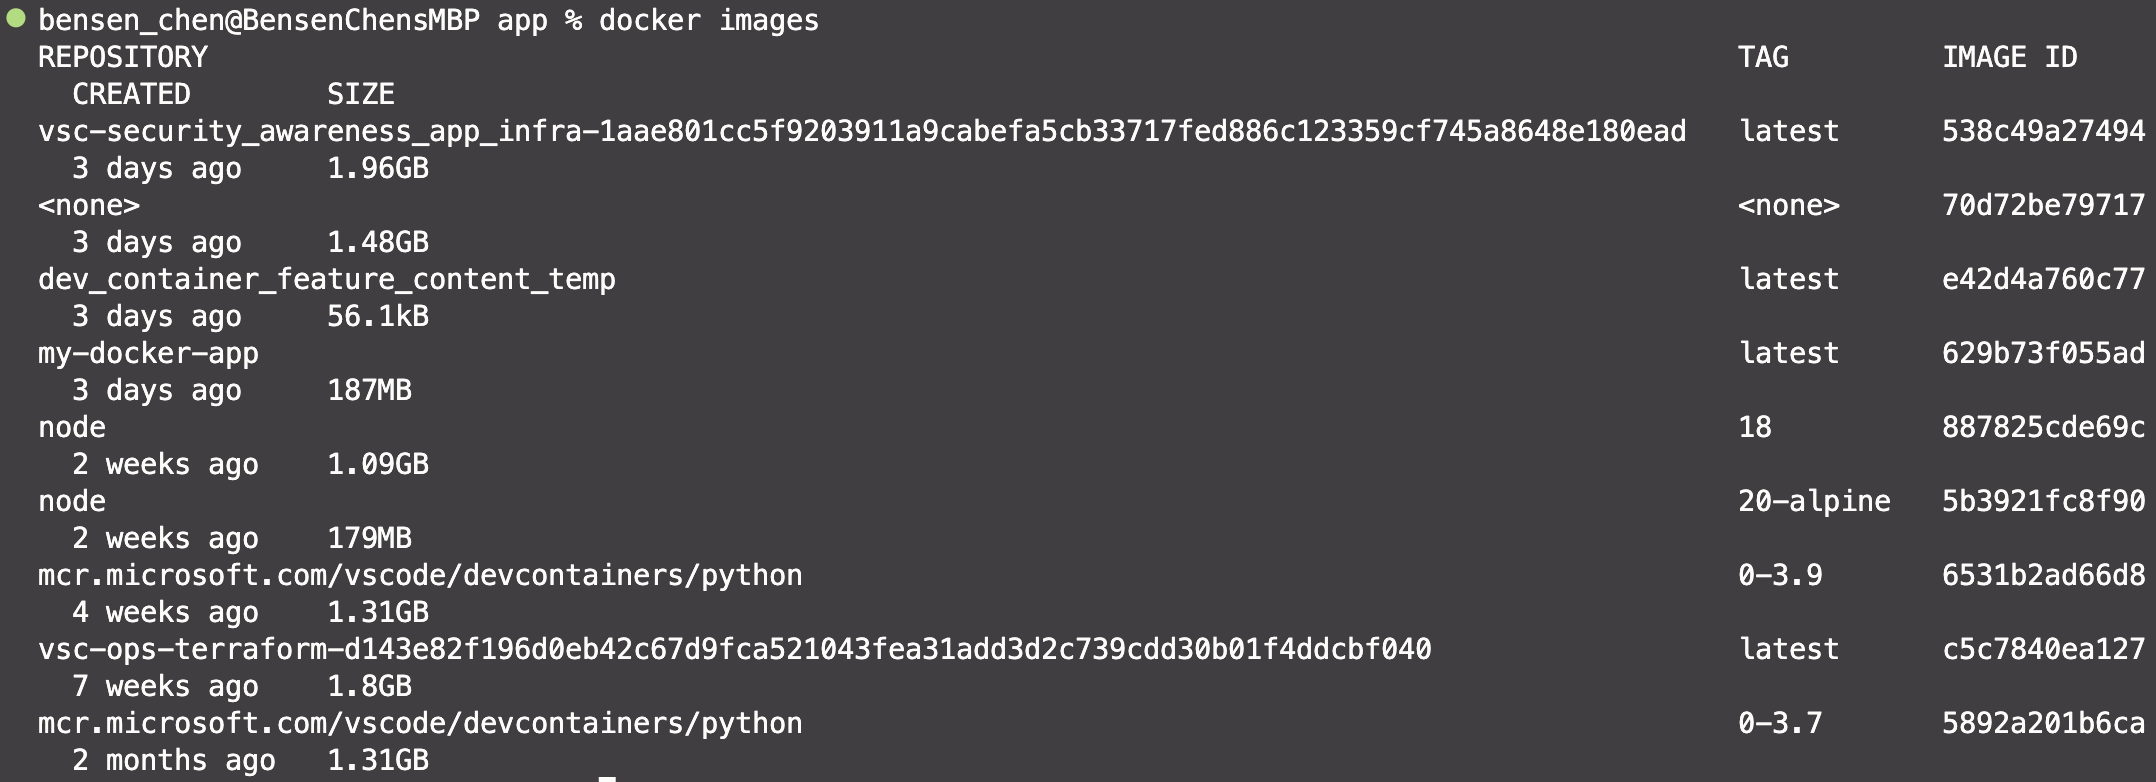 bensen_chen@BensenChensMBP app % docker images
REPOSITORY TAG IMAGE ID
CREATED SIZE
vsc-security_awareness_app_infra-1aae801cc5f9203911a9cabefa5cb33717fed886c123359cf745a8648e180ead latest 538c49a27494
3 days ago 1.96GB
<none> <none> 70d72be79717
3 days ago 1.48GB
dev_container_feature_content_temp latest e42d4a760c77
3 days ago 56.1kB
my-docker-app latest 629b73f055ad
3 days ago 187MB
node 18 887825cde69c
2 weeks ago 1.09GB
node 20-alpine 5b3921fc8f90
2 weeks ago 179MB
mcr.microsoft.com/vscode/devcontainers/python 0-3.9 6531b2ad66d8
4 weeks ago 1.31GB
vsc-ops-terraform-d143e82f196d0eb42c67d9fca521043fea31add3d2c739cdd30b01f4ddcbf040 latest c5c7840ea127
7 weeks ago 1.8GB
mcr.microsoft.com/vscode/devcontainers/python 0-3.7 5892a201b6ca
2 months ago 1.31GB